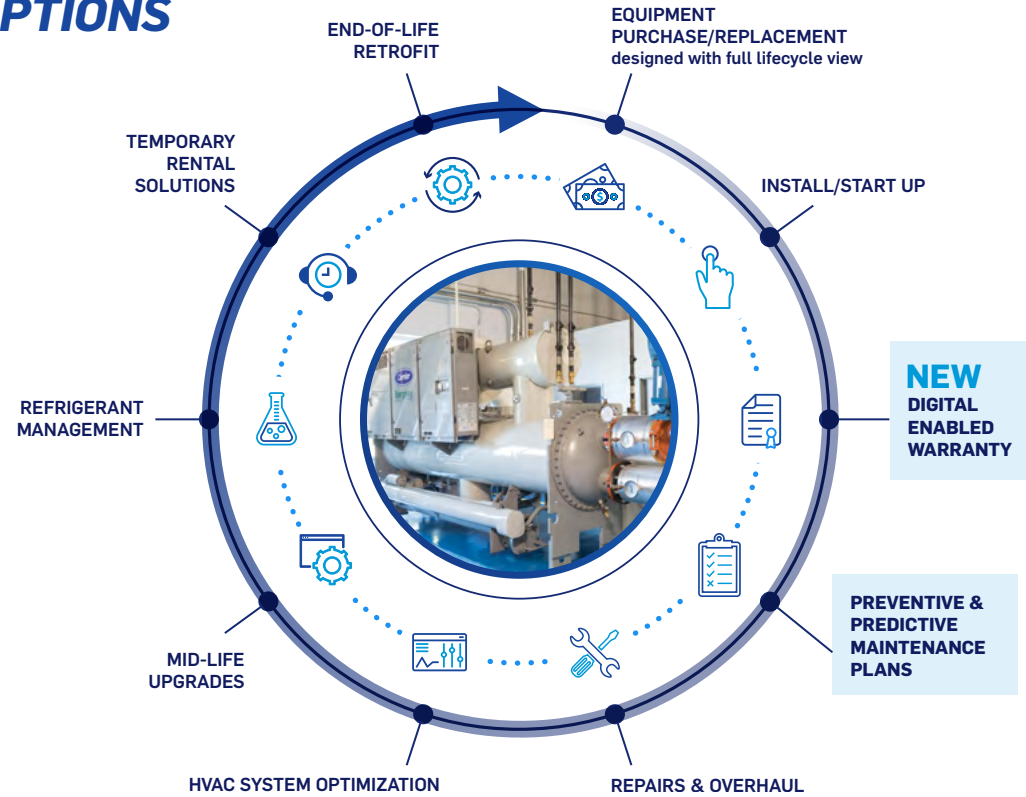 PTIONS
END-OF-LIFE
RETROFIT
EQUIPMENT
PURCHASE/REPLACEMENT
designed with full lifecycle view
TEMPORARY
RENTAL
SOLUTIONS
INSTALL/START UP
NEW
DIGITAL
ENABLED
WARRANTY
REFRIGERANT
MANAGEMENT
Carrier
PREVENTIVE &
PREDICTIVE
MAINTENANCE
PLANS
MID-LIFE
UPGRADES
HVAC SYSTEM OPTIMIZATION
REPAIRS & OVERHAUL